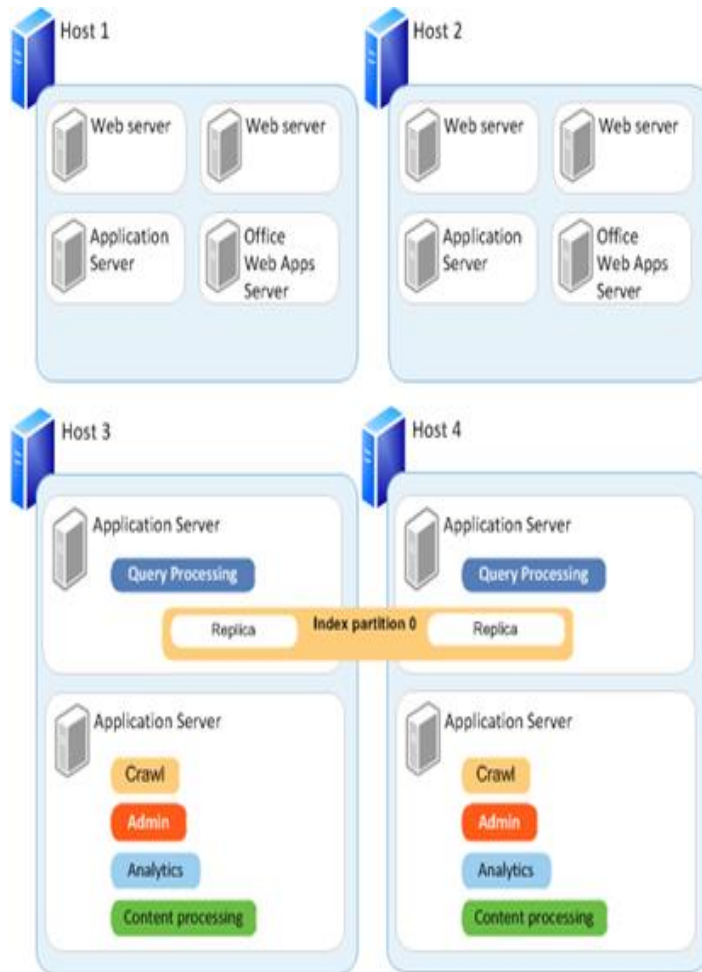 Host 1
Host 2
Web server
Web server
Web server
Web server
Application
Server
Office
Web Apps
Server
Application
Server
Office
Web Apps
Server
Host 3
Host 4
Application Server
Application Server
Query Processing
Query Processing
Replica
Index partition 0
Replica
Application Server
Application Server
Crawl
Crawl
Admin
Admin
Analytics
Analytics
Content processing
Content processing